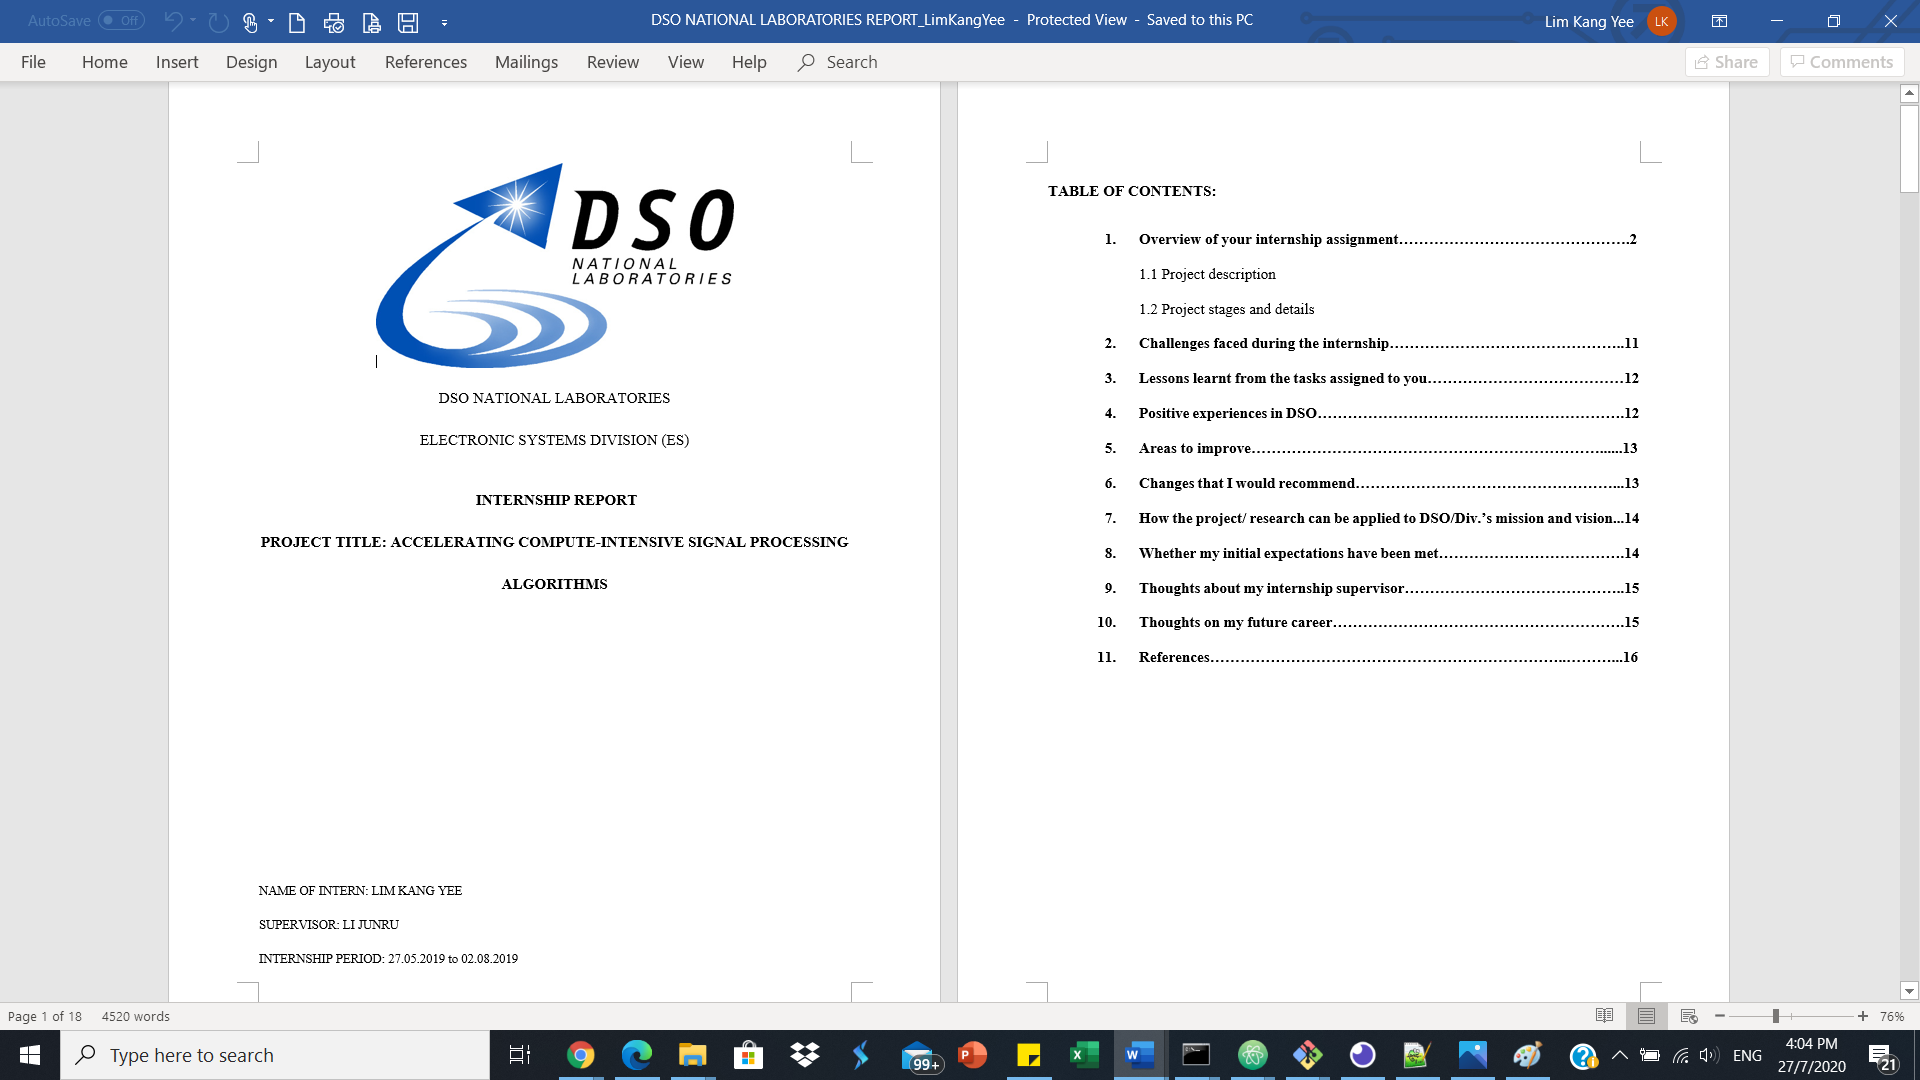 AutoSave Off
DSO NATIONAL LABORATORIES REPORT_LimKangYee - Protected View - Saved to this PC
Lim Kang Yee LK
File Home Insert Design Layout References Mailings Review View Help Search
Share Comments
DSO
NATIONAL
LABORATORIES
DSO NATIONAL LABORATORIES
ELECTRONIC SYSTEMS DIVISION (ES)
INTERNSHIP REPORT
PROJECT TITLE: ACCELERATING COMPUTE-INTENSIVE SIGNAL PROCESSING
ALGORITHMS
NAME OF INTERN: LIM KANG YEE
SUPERVISOR: LI JUNRU
INTERNSHIP PERIOD: 27.05.2019 to 02.08.2019
TABLE OF CONTENTS:
1. Overview of your internship assignment……………………………………….2
1.1 Project description
1.2 Project stages and details
2. Challenges faced during the internship………………………………………..11
3. Lessons learnt from the tasks assigned to you…………………………………12
4. Positive experiences in DSO…………………………………………………….12
5. Areas to improve……………………………………………………………......13
6. Changes that I would recommend……………………………………………...13
7. How the project/ research can be applied to DSO/Div.’s mission and vision...14
8. Whether my initial expectations have been met……………………………….14
9. Thoughts about my internship supervisor……………………………………..15
10. Thoughts on my future career………………………………………………….15
11. References……………………………………………………………..………...16
Page 1 of 18 4520 words
76%
Type here to search
99+
ENG
4:04 PM
27/7/2020
21